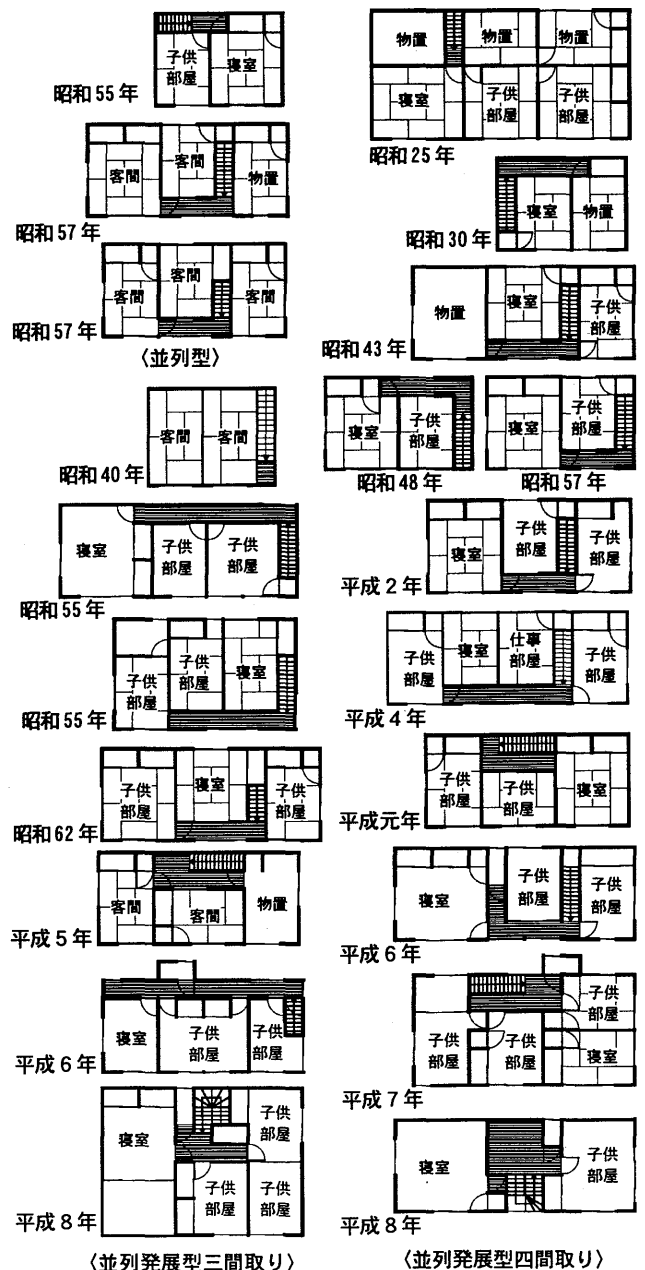 子供
部屋
寝室
昭和55年
客間
客間
物置
昭和57年
客間
客間
客間
昭和57年
〈並列型〉
客間
客間
昭和40年
寝室
子供
部屋
子供
部屋
昭和55年
子供
部屋
子供
部屋
寝室
昭和55年
子供
部屋
寝室
子供
部屋
昭和62年
客間
客間
物置
平成5年
寝室
子供
部屋
子供
部屋
平成6年
寝室
子供
部屋
子供
部屋
子供
部屋
平成8年
〈並列発展型三間取り〉
物置
物置
物置
寝室
子供
部屋
子供
部屋
昭和25年
寝室
物置
昭和30年
物置
寝室
子供
部屋
昭和43年
寝室
子供
部屋
昭和48年
寝室
子供
部屋
昭和57年
寝室
子供
部屋
子供
部屋
平成2年
子供
部屋
寝室
仕事
部屋
子供
部屋
平成4年
子供
部屋
子供
部屋
寝室
平成元年
寝室
子供
部屋
子供
部屋
平成6年
子供
部屋
子供
部屋
子供
部屋
寝室
平成7年
寝室
子供
部屋
平成8年
〈並列発展型四間取り〉